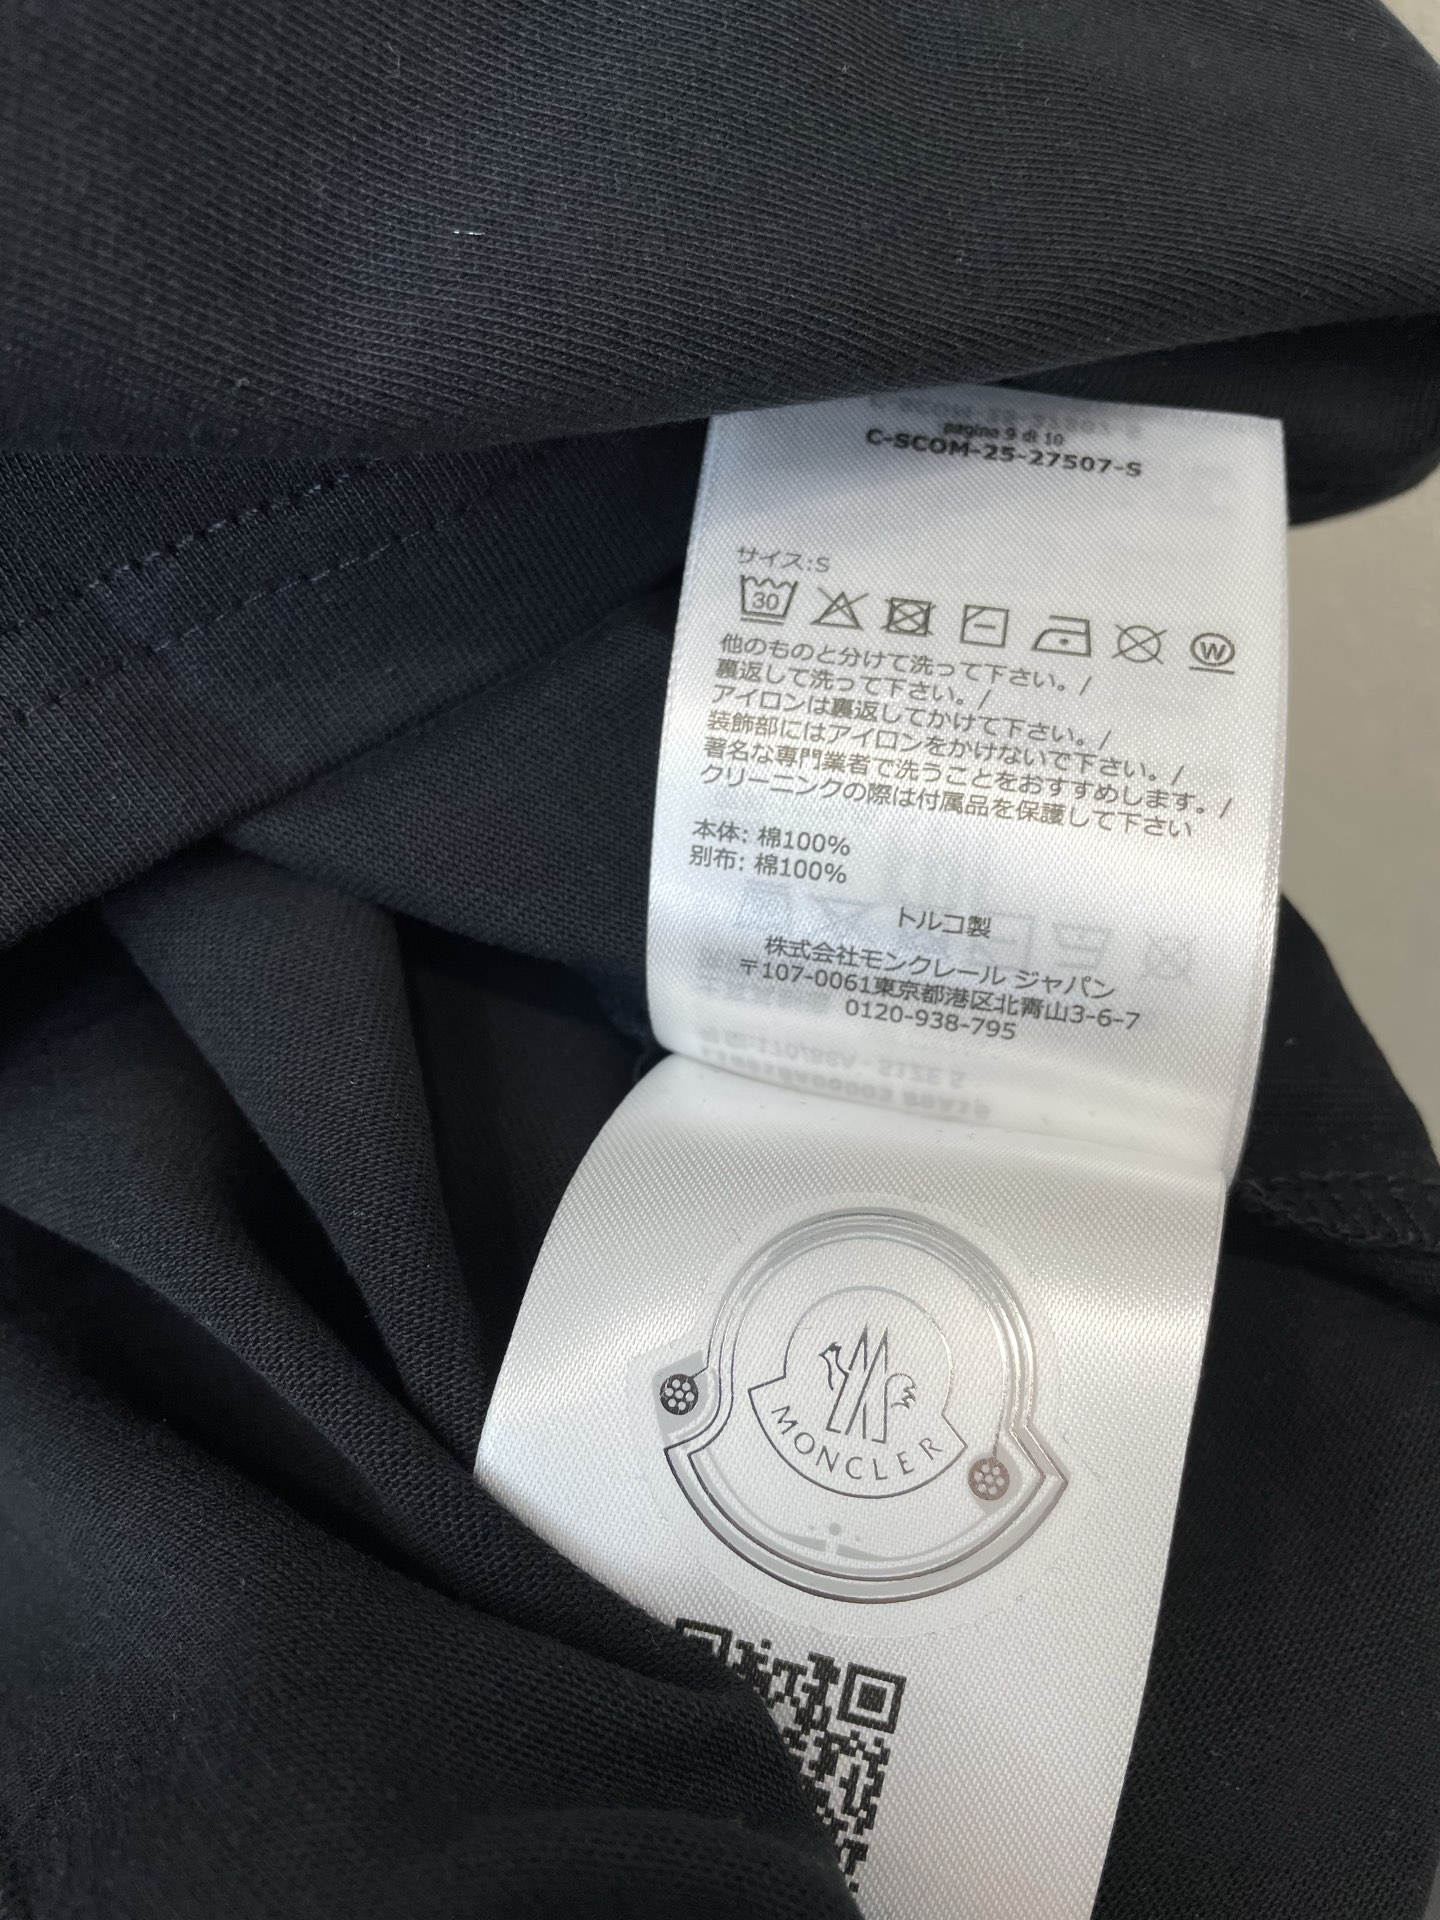 pagina 9 di 10
C-SCOM-25-27507-S
サイズ:S
30
W
他のものと分けて洗って下さい。/
裏返して洗って下さい。/
アイロンは裏返してかけて下さい。/
装飾部にはアイロンをかけないで下さい。/
著名な専門業者で洗うことをおすすめします。/
クリーニングの際は付属品を保護して下さい
本体: 棉100%
別布: 棉100%
トルコ製
株式会社モンクレール ジャパン
〒107-0061東京都港区北青山3-6-7
0120-938-795
MONCLER